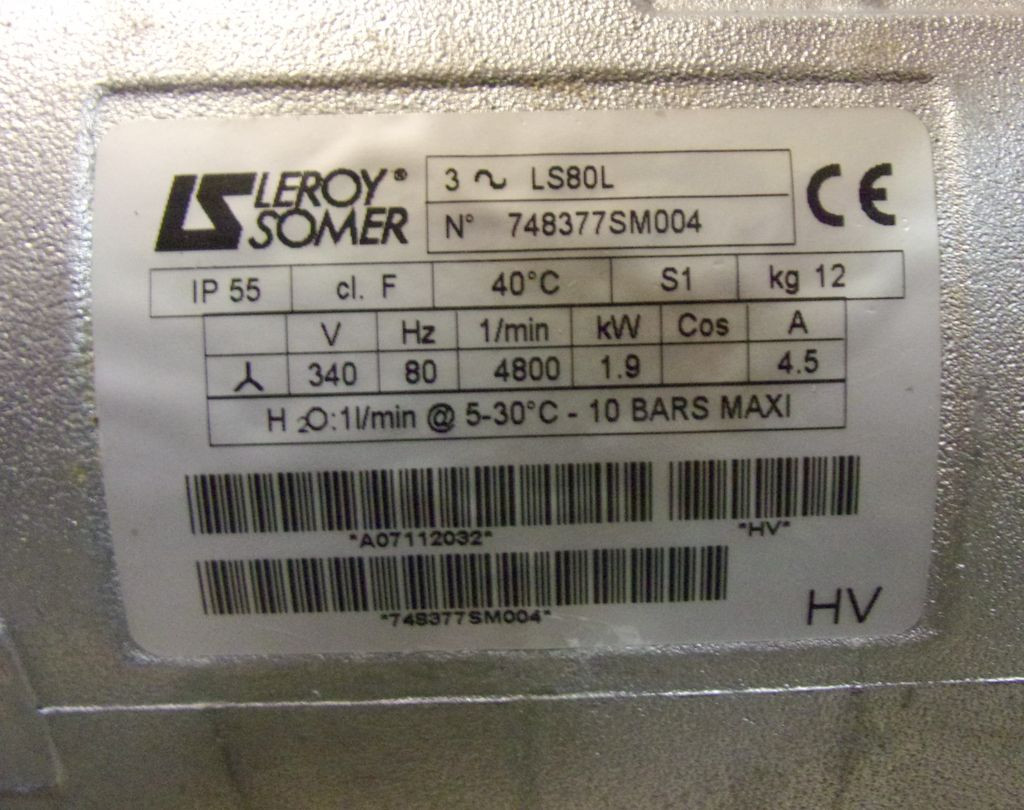 LS LEROY® SOMER
3 ~ LS80L
N° 748377SM004
CE
IP 55 cl. F 40°C S1 kg 12
V Hz 1/min kW Cos A
340 80 4800 1.9 4.5
H2O:1l/min @ 5-30°C - 10 BARS MAXI
*A07112032* *HV*
*748377SM004*
HV